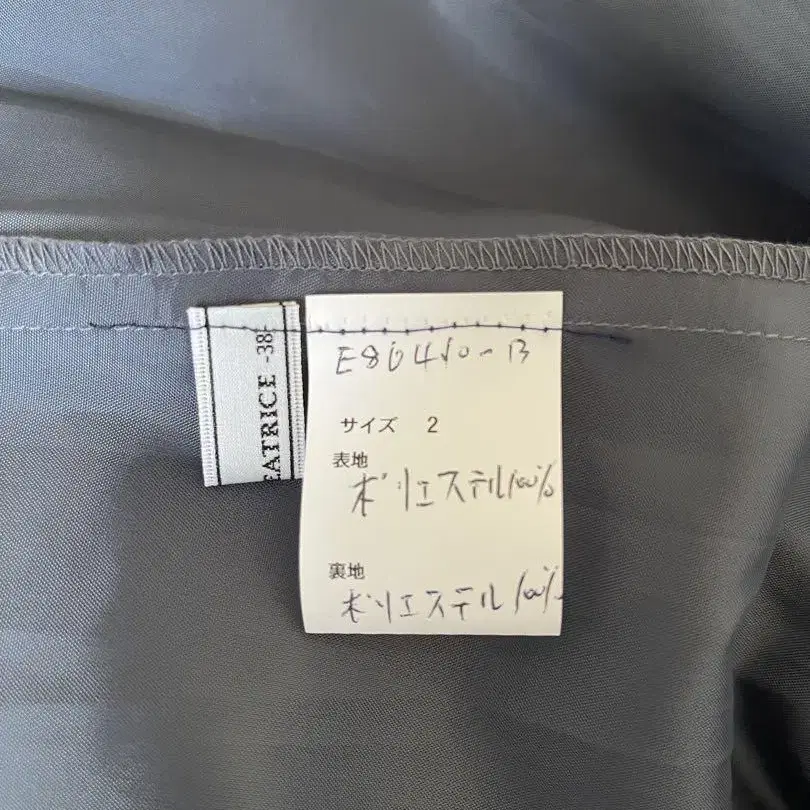 EATRICE -38-
E80410-B
サイズ 2
表地
ポリエステル100%
裏地
ポリエステル100%